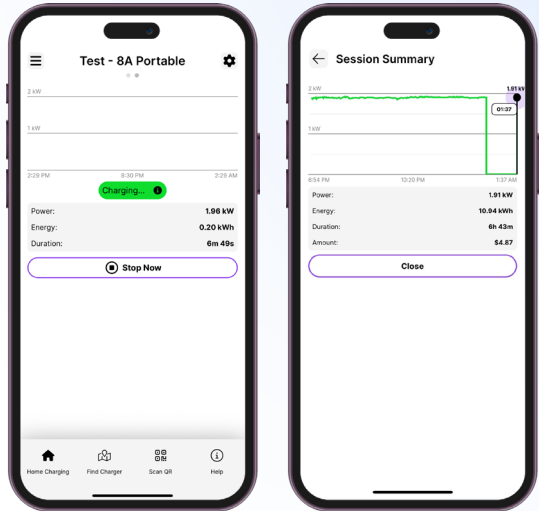 Test - 8A Portable
2 kW
1 kW
2:29 PM 8:30 PM 2:29 AM
Charging...
Power: 1.96 kW
Energy: 0.20 kWh
Duration: 6m 49s
Stop Now
Home Charging Find Charger Scan QR Help
Session Summary
2 kW 1.91 kW
01:37
1 kW
6:54 PM 10:20 PM 1:37 AM
Power: 1.91 kW
Energy: 10.94 kWh
Duration: 6h 43m
Amount: $4.87
Close